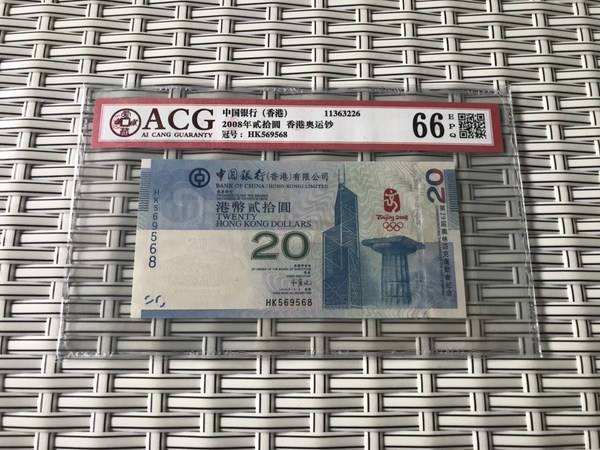 ACG
AI CANG GUARANTY
中国银行（香港） 11363226
2008年贰拾圆 香港奥运钞
冠号：HK569568
66
EPQ
中國銀行(香港)有限公司
BANK OF CHINA (HONG KONG) LIMITED
港幣貳拾圓
TWENTY
HONG KONG DOLLARS
20
HK569568
HK569568
Beijing 2008
20